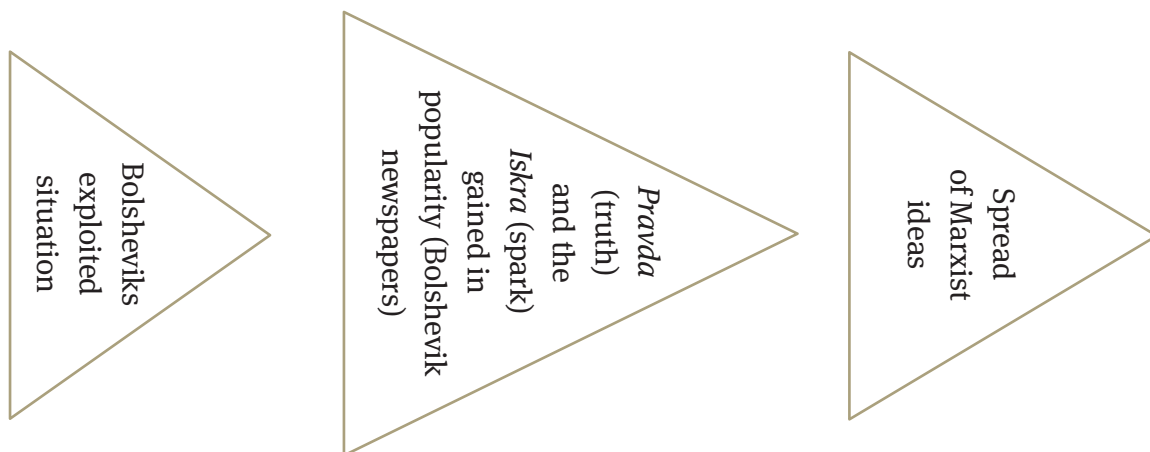 Spread
of Marxist
ideas
Pravda
(truth)
and the
Iskra (spark)
gained in
popularity (Bolshevik
newspapers)
Bolsheviks
exploited
situation